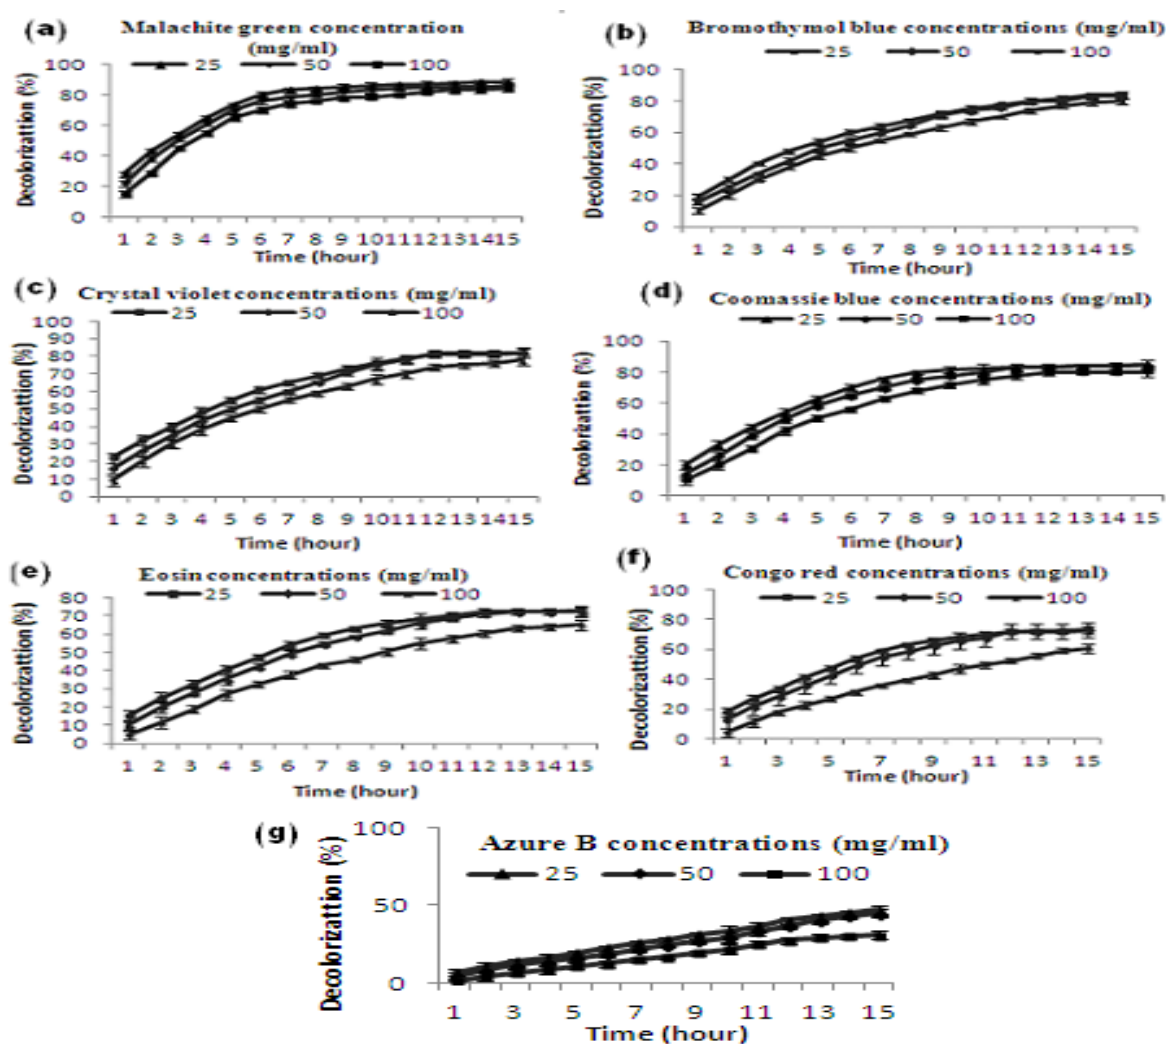 (a)
Malachite green concentration
(mg/ml)
25 50 100
Decolorizattion (%)
100
80
60
40
20
0
1 2 3 4 5 6 7 8 9 10 11 12 13 14 15
Time (hour)
(b)
Bromothymol blue concentrations (mg/ml)
25 50 100
Decolorizattion (%)
100
80
60
40
20
0
1 2 3 4 5 6 7 8 9 10 11 12 13 14 15
Time (hour)
(c)
Crystal violet concentrations (mg/ml)
25 50 100
Decolorizattion (%)
100
90
80
70
60
50
40
30
20
10
0
1 2 3 4 5 6 7 8 9 10 11 12 13 14 15
Time (hour)
(d)
Coomassie blue concentrations (mg/ml)
25 50 100
Decolorizattion (%)
100
80
60
40
20
0
1 2 3 4 5 6 7 8 9 10 11 12 13 14 15
Time (hour)
(e)
Eosin concentrations (mg/ml)
25 50 100
Decolorizattion (%)
80
70
60
50
40
30
20
10
0
1 2 3 4 5 6 7 8 9 10 11 12 13 14 15
Time (hour)
(f)
Congo red concentrations (mg/ml)
25 50 100
Decolorizattion (%)
100
80
60
40
20
0
1 3 5 7 9 11 13 15
Time (hour)
(g)
Azure B concentrations (mg/ml)
25 50 100
Decolorizattion (%)
100
50
0
1 3 5 7 9 11 13 15
Time (hour)